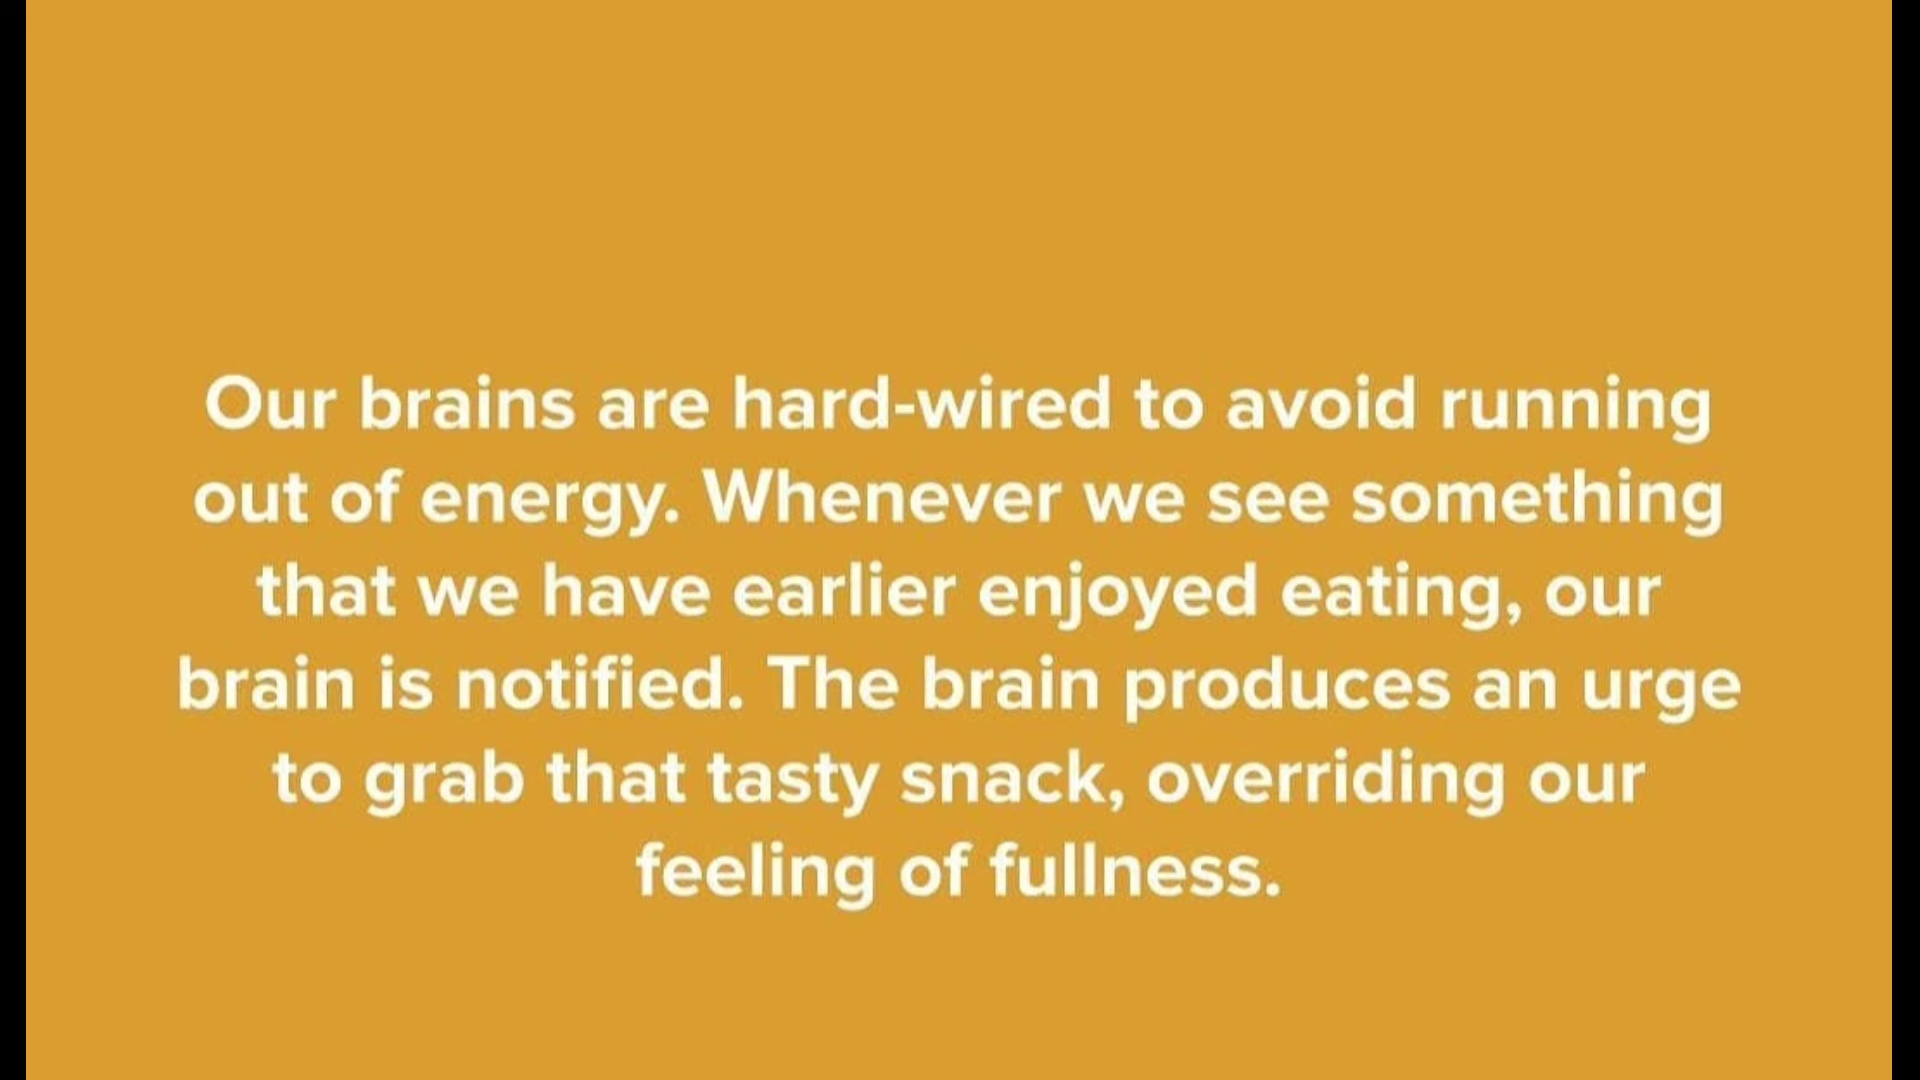 Our brains are hard-wired to avoid running
out of energy. Whenever we see something
that we have earlier enjoyed eating, our
brain is notified. The brain produces an urge
to grab that tasty snack, overriding our
feeling of fullness.